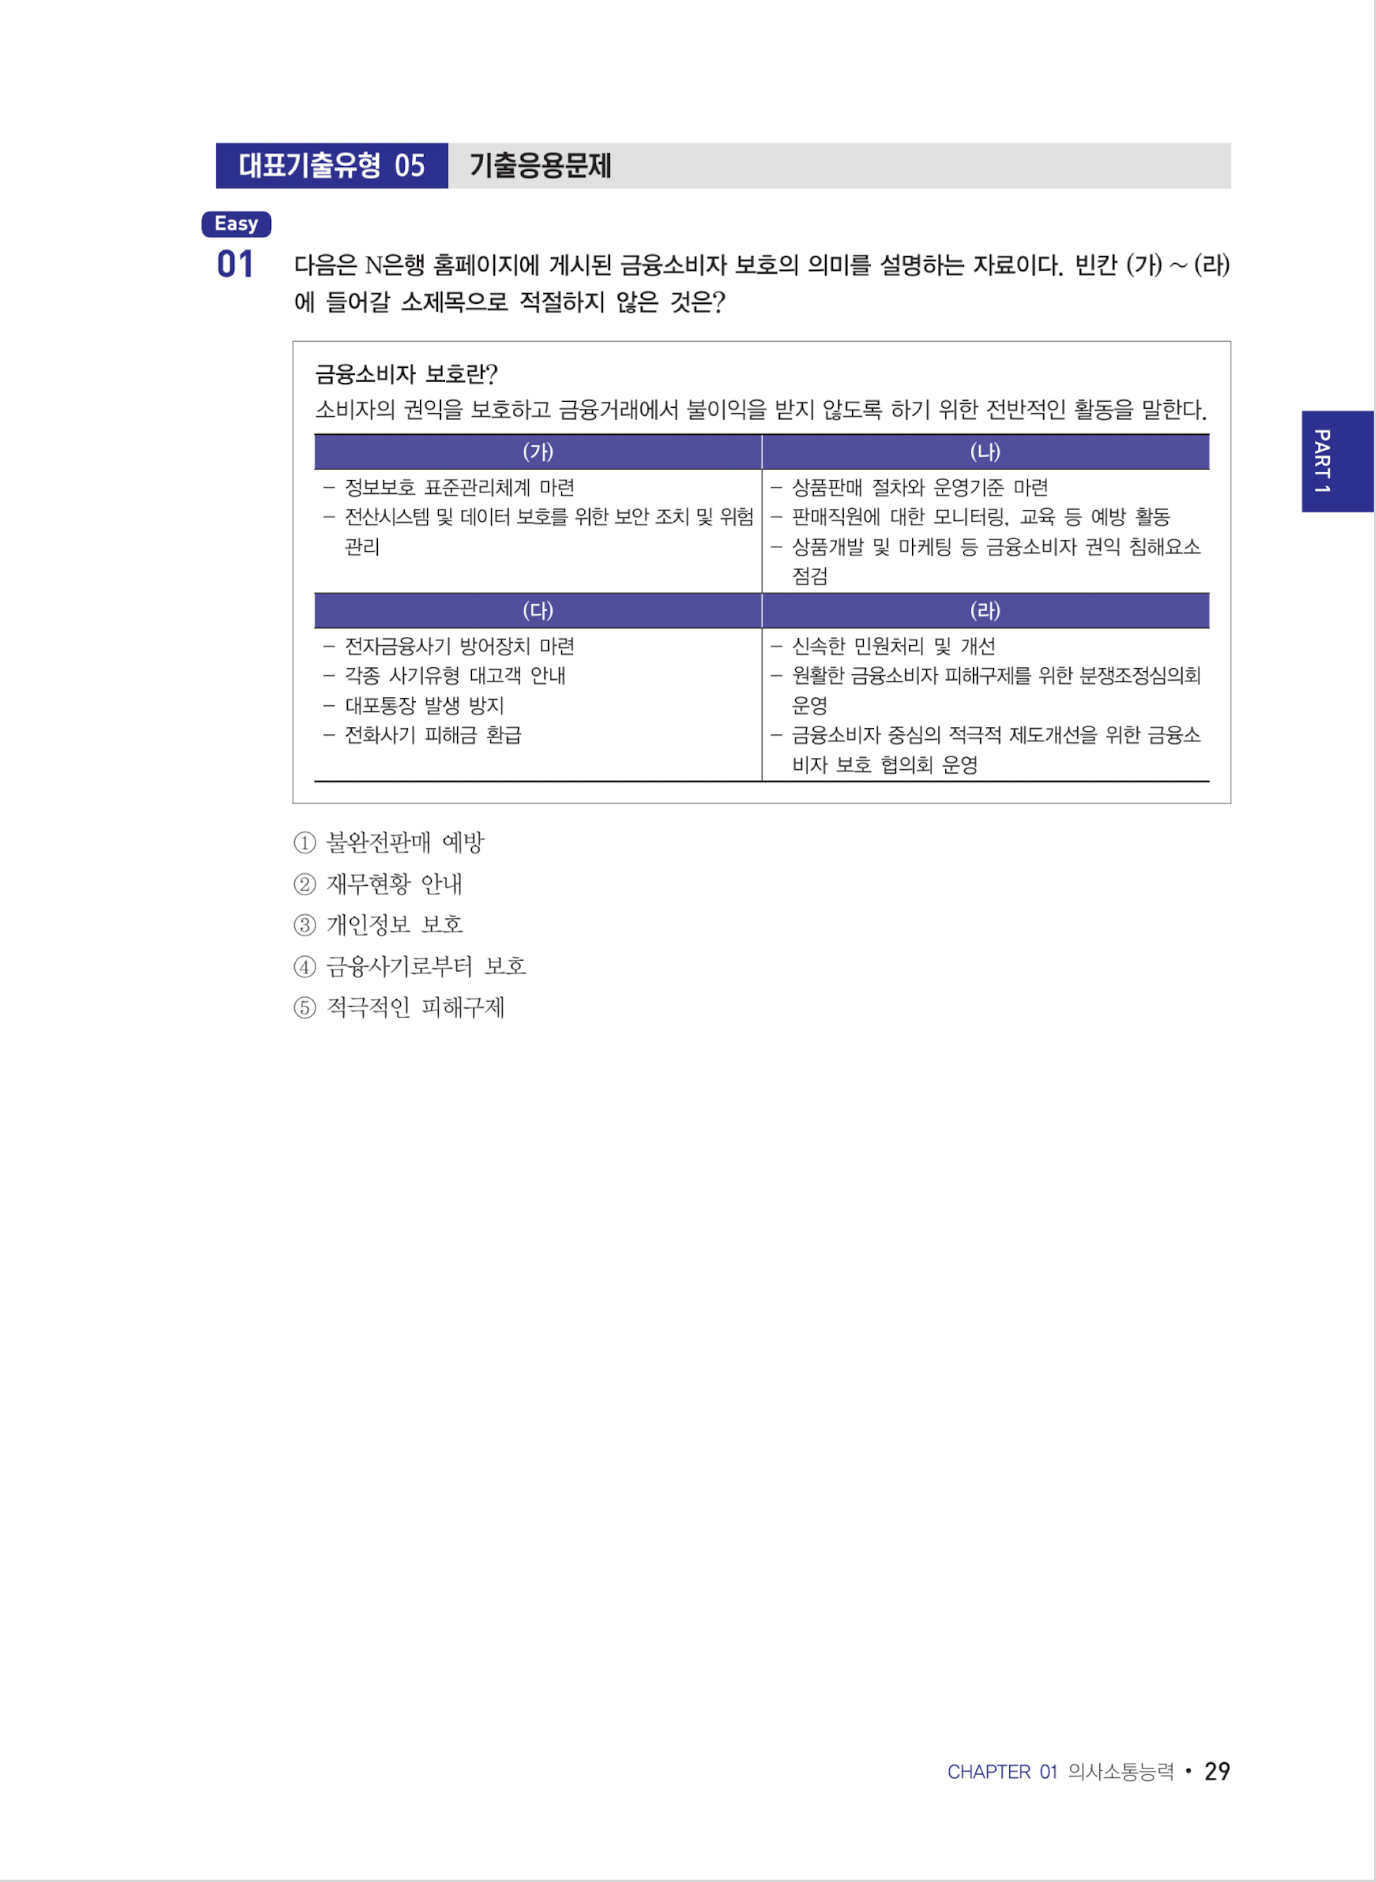 대표기출유형 05 기출응용문제
Easy
01 다음은 N은행 홈페이지에 게시된 금융소비자 보호의 의미를 설명하는 자료이다. 빈칸 (가) ~ (라)
에 들어갈 소제목으로 적절하지 않은 것은?
금융소비자 보호란?
소비자의 권익을 보호하고 금융거래에서 불이익을 받지 않도록 하기 위한 전반적인 활동을 말한다.
(가)
- 정보보호 표준관리체계 마련
- 전산시스템 및 데이터 보호를 위한 보안 조치 및 위험
관리
(나)
- 상품판매 절차와 운영기준 마련
- 판매직원에 대한 모니터링, 교육 등 예방 활동
- 상품개발 및 마케팅 등 금융소비자 권익 침해요소
점검
(다)
- 전자금융사기 방어장치 마련
- 각종 사기유형 대고객 안내
- 대포통장 발생 방지
- 전화사기 피해금 환급
(라)
- 신속한 민원처리 및 개선
- 원활한 금융소비자 피해구제를 위한 분쟁조정심의회
운영
- 금융소비자 중심의 적극적 제도개선을 위한 금융소
비자 보호 협의회 운영
① 불완전판매 예방
② 재무현황 안내
③ 개인정보 보호
④ 금융사기로부터 보호
⑤ 적극적인 피해구제
PART 1
CHAPTER 01 의사소통능력 • 29